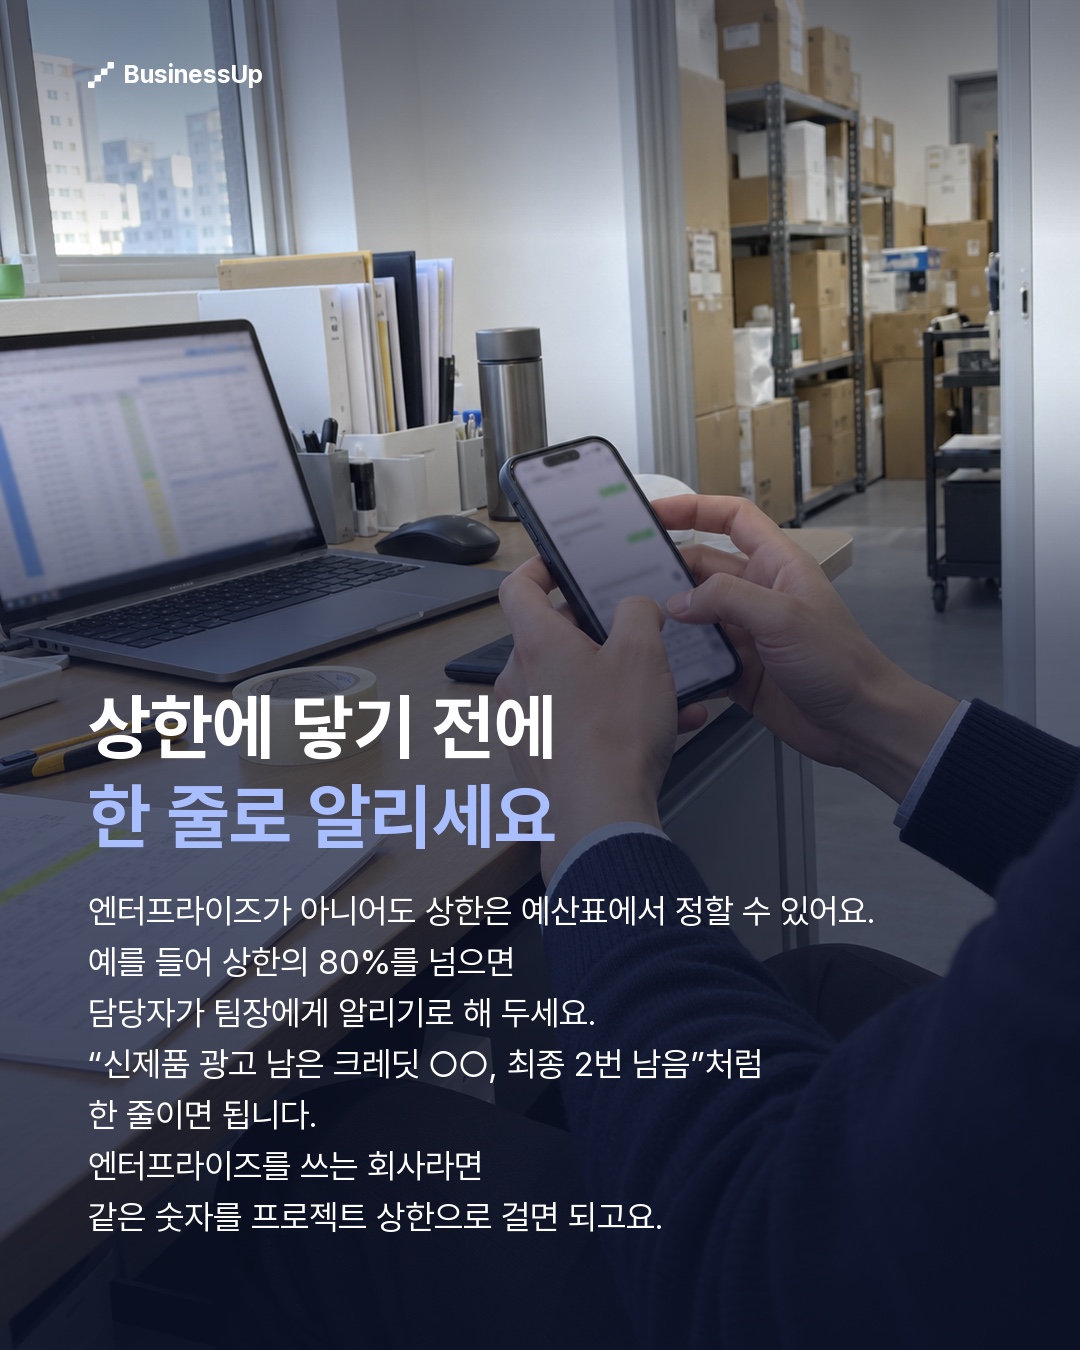 BusinessUp
상한에 닿기 전에
한 줄로 알리세요
엔터프라이즈가 아니어도 상한은 예산표에서 정할 수 있어요.
예를 들어 상한의 80%를 넘으면
담당자가 팀장에게 알리기로 해 두세요.
“신제품 광고 남은 크레딧 ○○, 최종 2번 남음”처럼
한 줄이면 됩니다.
엔터프라이즈를 쓰는 회사라면
같은 숫자를 프로젝트 상한으로 걸면 되고요.